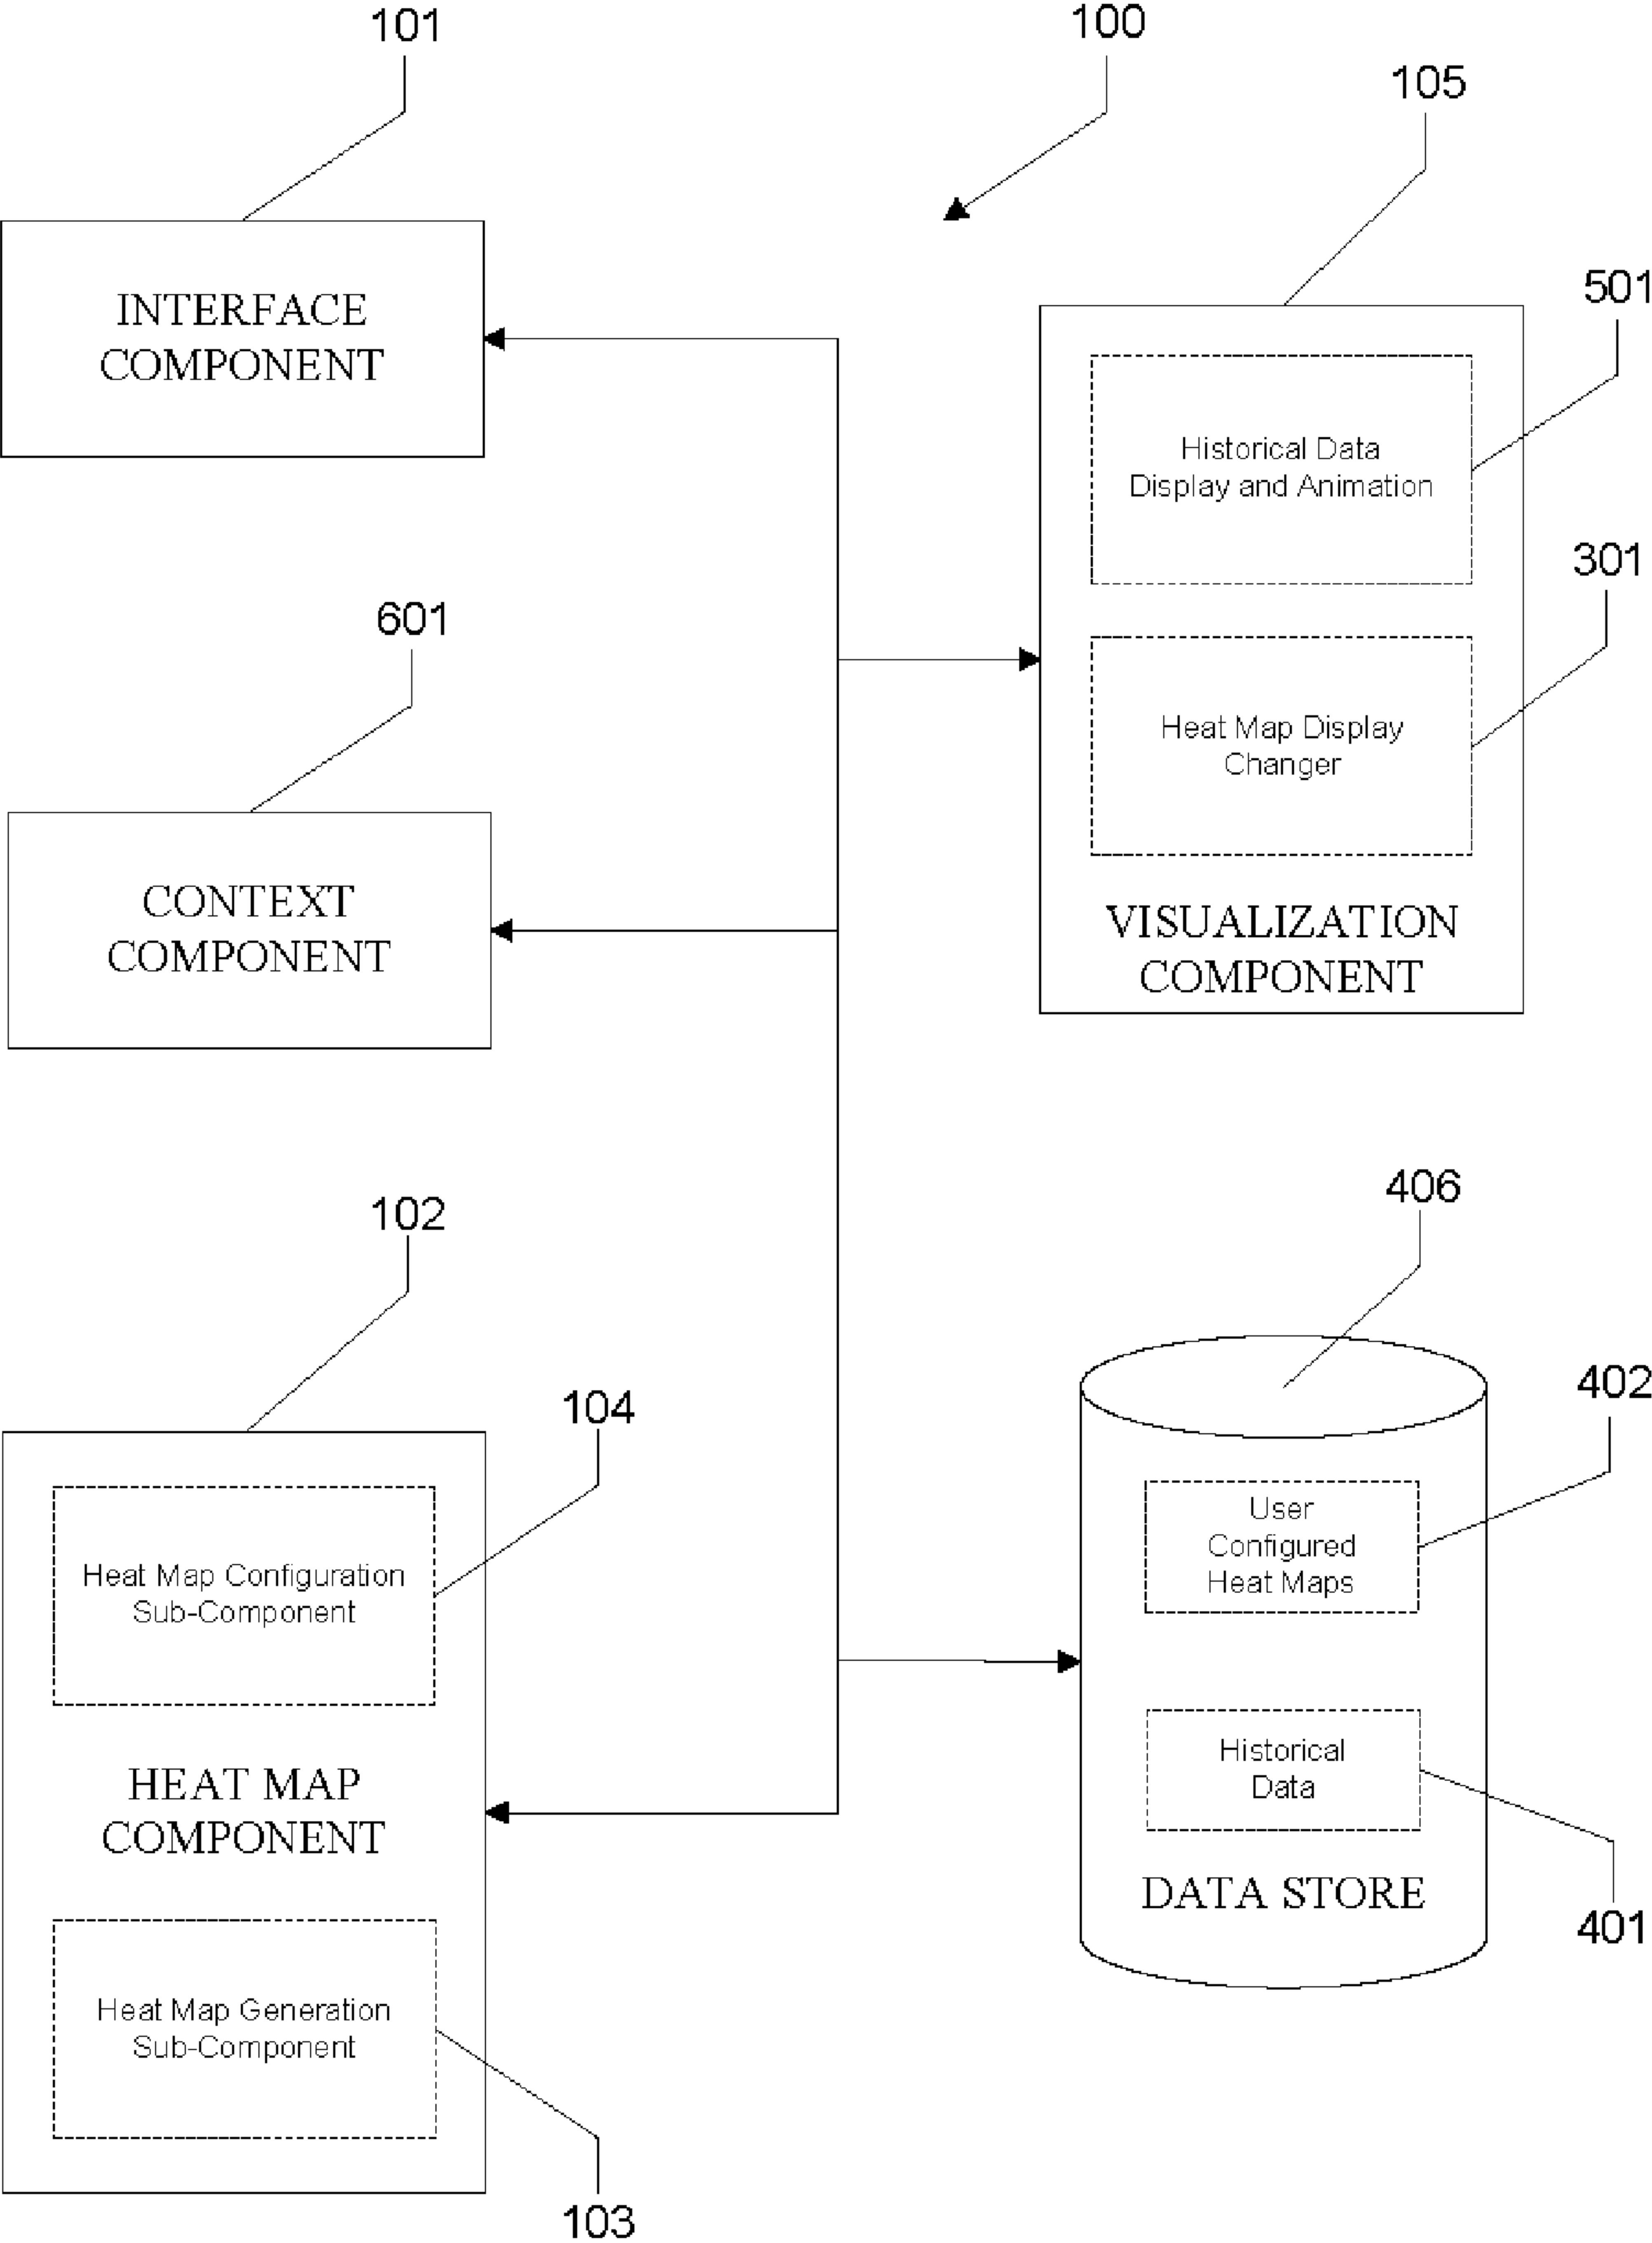 101
100
105
INTERFACE
COMPONENT
501
Historical Data
Display and Animation
301
601
Heat Map Display
Changer
CONTEXT
COMPONENT
VISUALIZATION
COMPONENT
102
406
104
402
Heat Map Configuration
Sub-Component
User
Configured
Heat Maps
HEAT MAP
COMPONENT
Historical
Data
DATA STORE
401
Heat Map Generation
Sub-Component
103